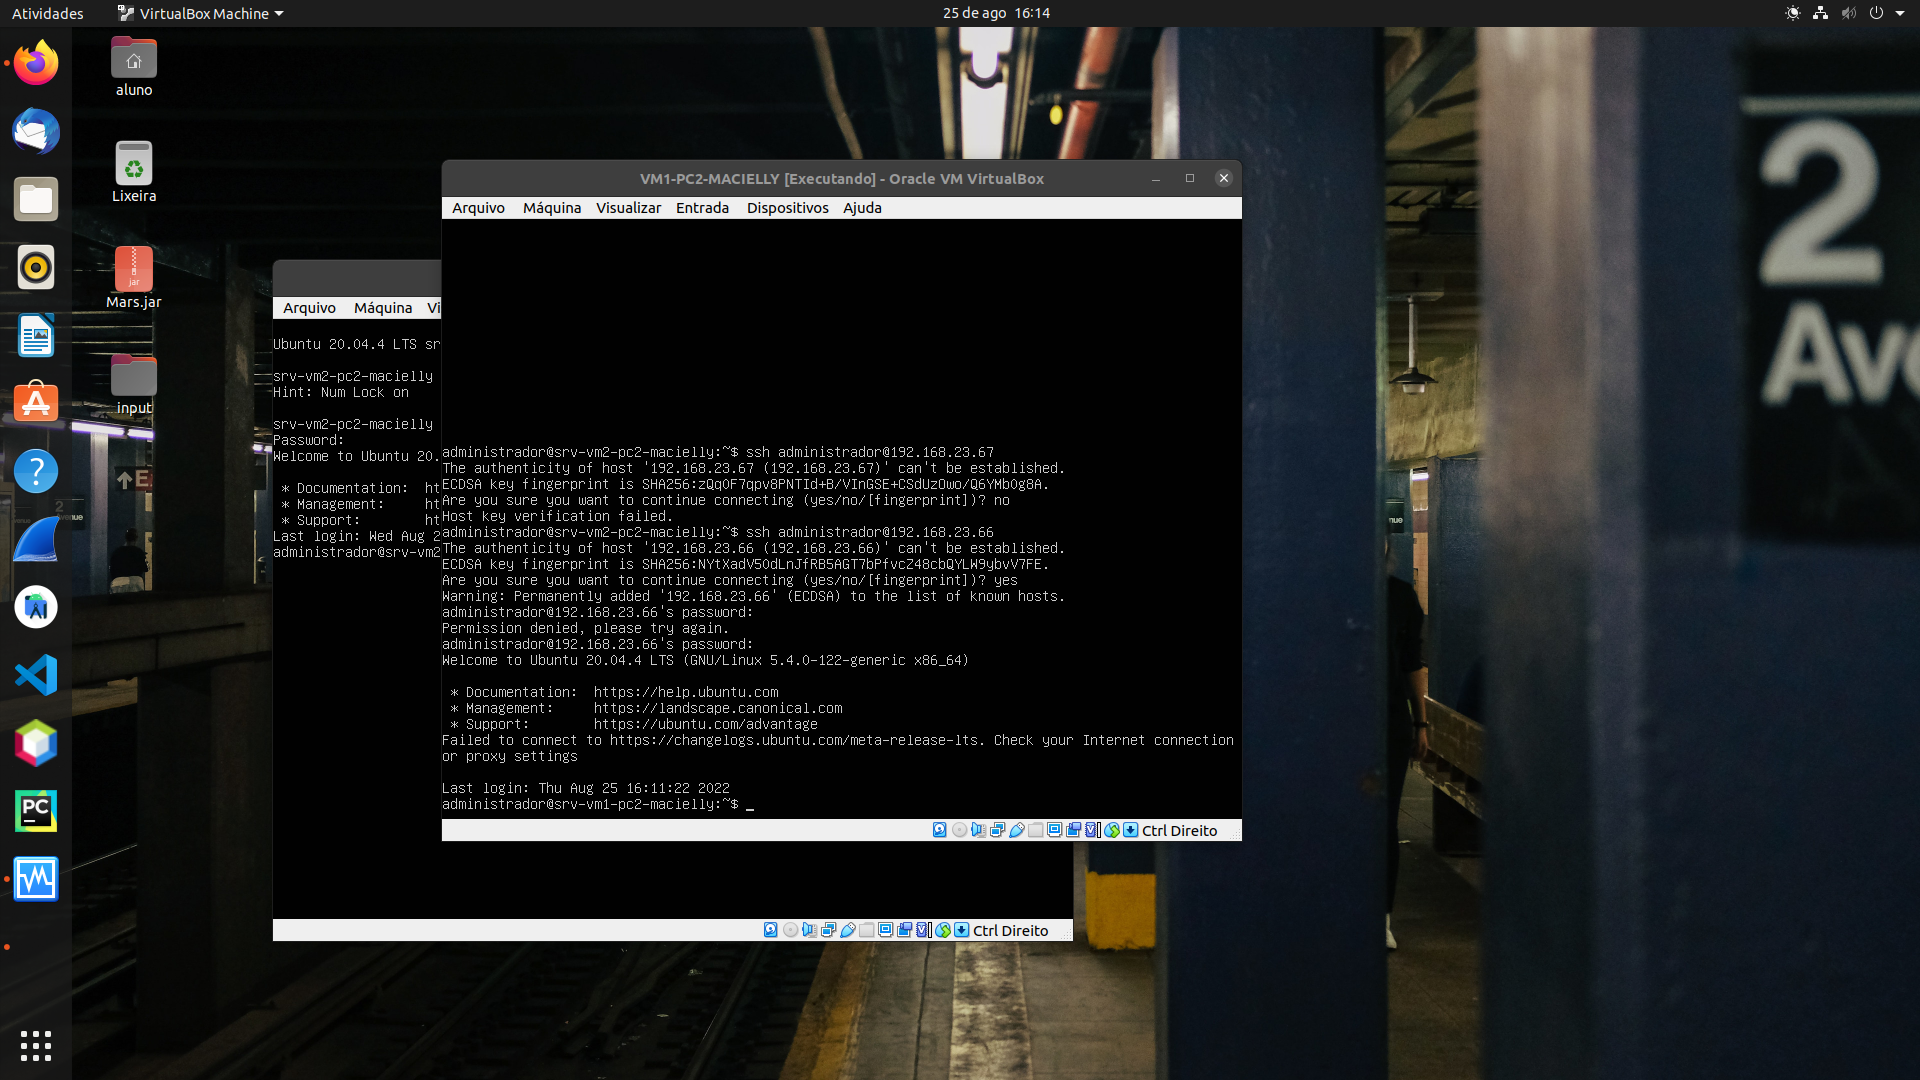 Atividades
VirtualBox Machine
25 de ago 16:14
aluno
Lixeira
jar
Mars.jar
input
VM1-PC2-MACIELLY [Executando] - Oracle VM VirtualBox
Arquivo Máquina Visualizar Entrada Dispositivos Ajuda
administrador@srv-vm2-pc2-macielly:~$ ssh administrador@192.168.23.67
The authenticity of host '192.168.23.67 (192.168.23.67)' can't be established.
ECDSA key fingerprint is SHA256:zQqOF7qpv8PNTId+B/VInGSE+CSdUzOwo/Q6YMbOg8A.
Are you sure you want to continue connecting (yes/no/[fingerprint])? no
Host key verification failed.
administrador@srv-vm2-pc2-macielly:~$ ssh administrador@192.168.23.66
The authenticity of host '192.168.23.66 (192.168.23.66)' can't be established.
ECDSA key fingerprint is SHA256:NYtXadV5OdLnJfRB5AGT7bPfvcZ48cbQYLW9ybvV7FE.
Are you sure you want to continue connecting (yes/no/[fingerprint])? yes
Warning: Permanently added '192.168.23.66' (ECDSA) to the list of known hosts.
administrador@192.168.23.66's password:
Permission denied, please try again.
administrador@192.168.23.66's password:
Welcome to Ubuntu 20.04.4 LTS (GNU/Linux 5.4.0-122-generic x86_64)
* Documentation: https://help.ubuntu.com
* Management: https://landscape.canonical.com
* Support: https://ubuntu.com/advantage
Failed to connect to https://changelogs.ubuntu.com/meta-release-lts. Check your Internet connection
or proxy settings
Last login: Thu Aug 25 16:11:22 2022
administrador@srv-vm1-pc2-macielly:~$ _
Ctrl Direito
Arquivo Máquina Vi
Ubuntu 20.04.4 LTS sr
srv-vm2-pc2-macielly
Hint: Num Lock on
srv-vm2-pc2-macielly
Password:
Welcome to Ubuntu 20.
* Documentation: ht
* Management: ht
* Support: ht
Last login: Wed Aug 2
administrador@srv-vm2
Ctrl Direito
PC
2
Ave